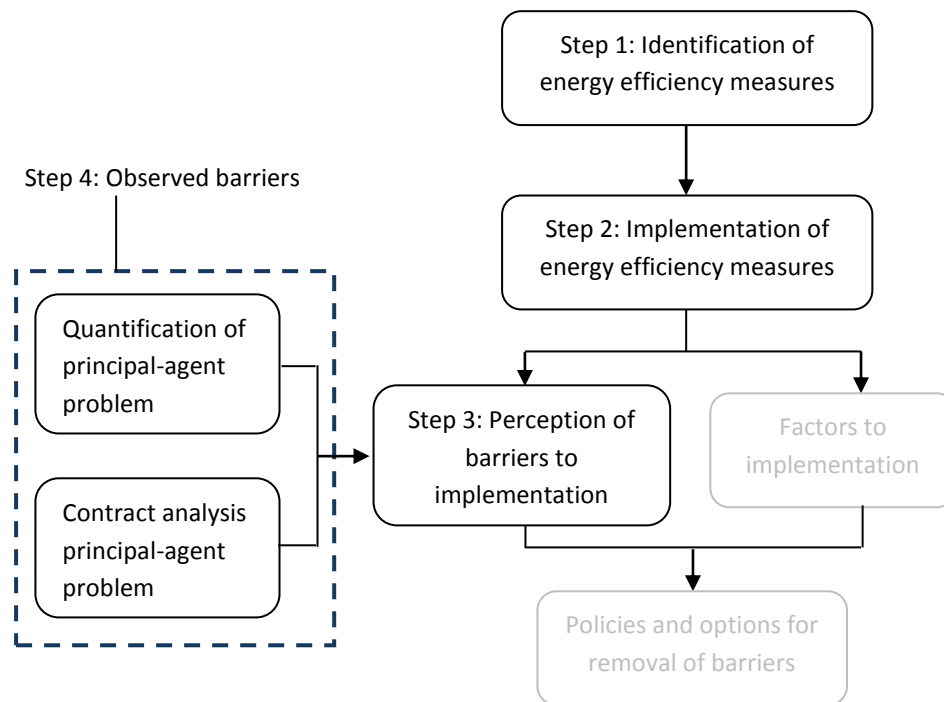 Step 1: Identification of
energy efficiency measures
Step 4: Observed barriers
Step 2: Implementation of
energy efficiency measures
Quantification of
principal-agent
problem
Step 3: Perception of
barriers to
implementation
Factors to
implementation
Contract analysis
principal-agent
problem
Policies and options for
removal of barriers